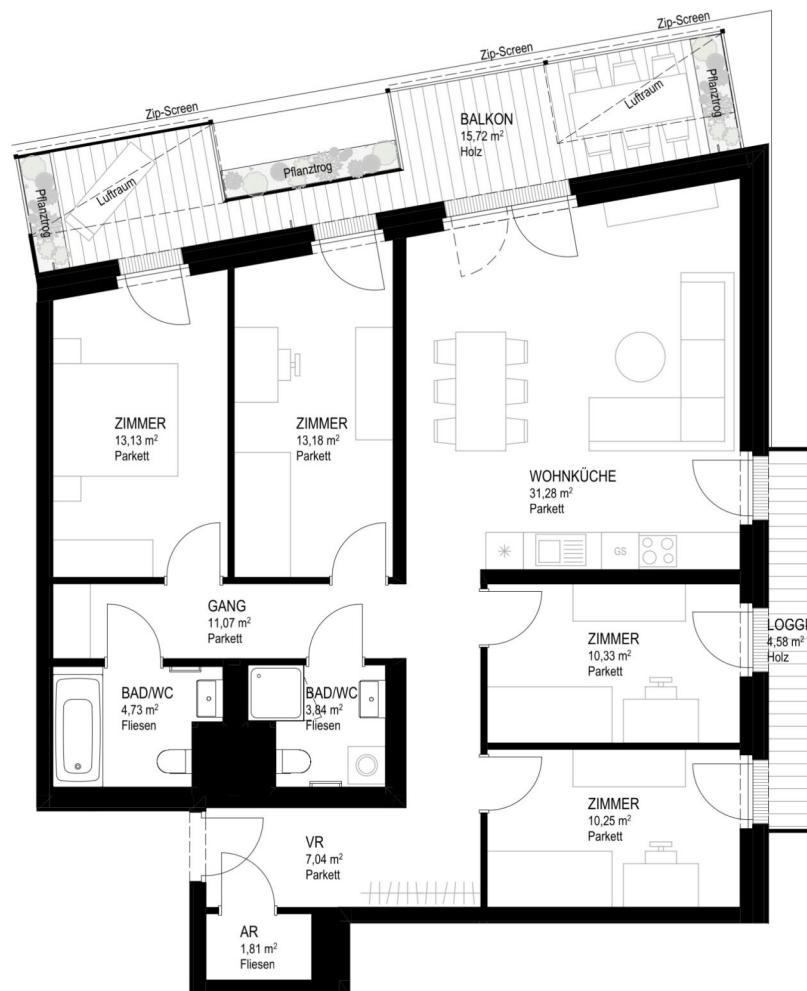 Zip-Screen
Zip-Screen
Zip-Screen
Pflanztrog
Luftraum
BALKON
15,72 m²
Holz
Pflanztrog
Luftraum
Pflanztrog
ZIMMER
13,13 m²
Parkett
ZIMMER
13,18 m²
Parkett
WOHNKÜCHE
31,28 m²
Parkett
GS
GANG
11,07 m²
Parkett
ZIMMER
10,33 m²
Parkett
LOGGI
4,58 m²
Holz
BAD/WC
4,73 m²
Fliesen
BAD/WC
3,84 m²
Fliesen
ZIMMER
10,25 m²
Parkett
VR
7,04 m²
Parkett
AR
1,81 m²
Fliesen